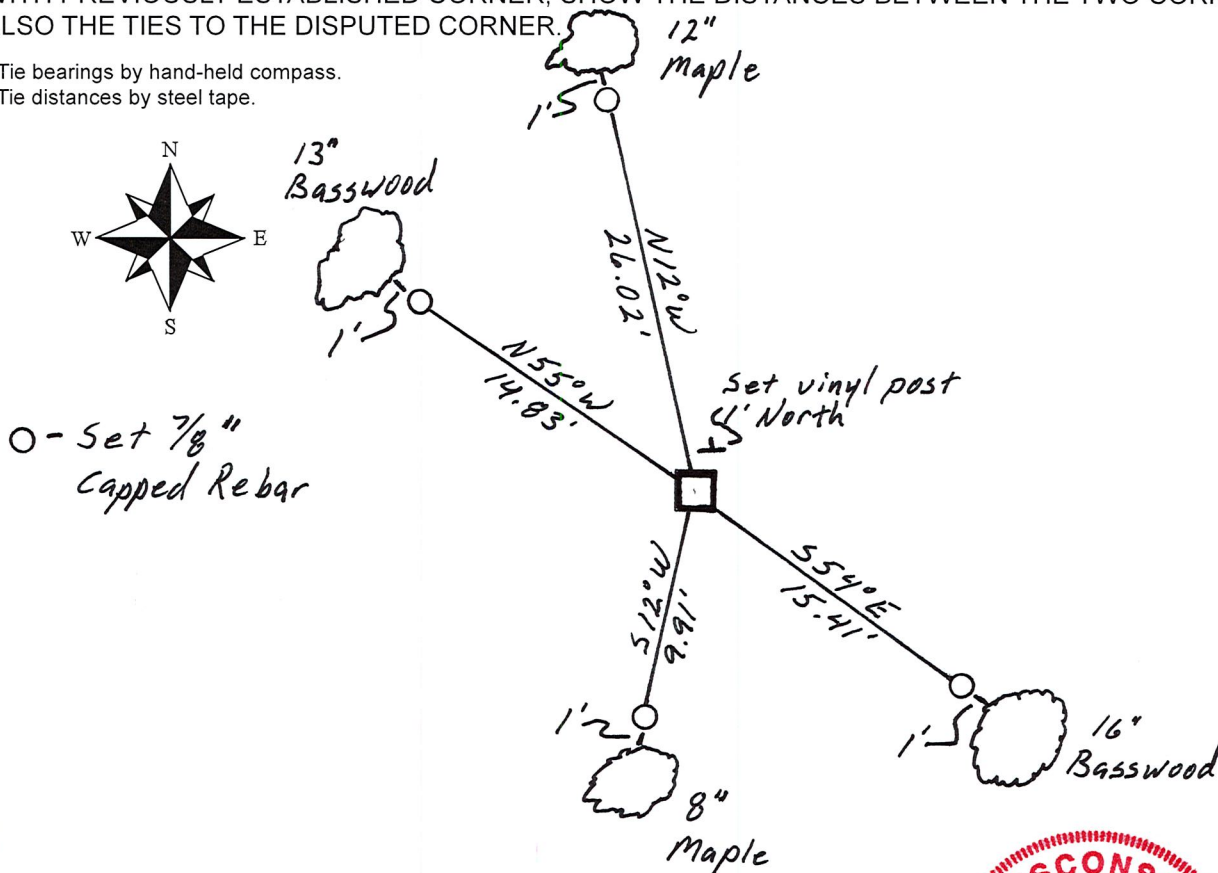 ALSO THE TIES TO THE DISPUTED CORNER.
Tie bearings by hand-held compass.
Tie distances by steel tape.
12"
Maple
1'
N
W
E
S
13"
Basswood
1'
N12°W
26.02'
N55°W
14.83'
Set vinyl post
1' North
O - Set 7/8"
Capped Rebar
S12°W
9.91'
S54°E
15.41'
1'
8"
Maple
1'
16"
Basswood